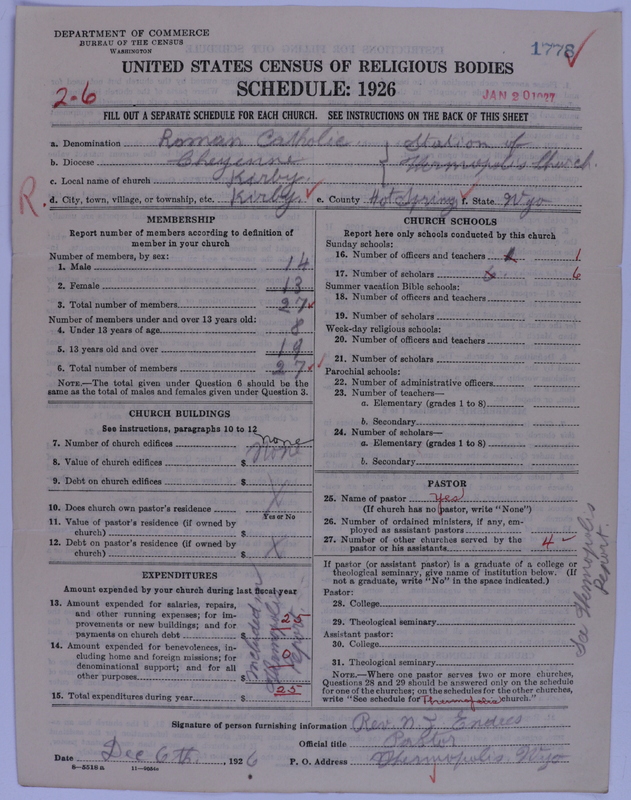 DEPARTMENT OF COMMERCE
BUREAU OF THE CENSUS
WASHINGTON
1778
UNITED STATES CENSUS OF RELIGIOUS BODIES
SCHEDULE: 1926
2-6
JAN 20 1927
FILL OUT A SEPARATE SCHEDULE FOR EACH CHURCH. SEE INSTRUCTIONS ON THE BACK OF THIS SHEET
a. Denomination Roman Catholic Station of
b. Diocese Cheyenne Thermopolis Church
c. Local name of church Kirby
R. d. City, town, village, or township, etc. Kirby e. County Hot Spring f. State Wyo
MEMBERSHIP
Report number of members according to definition of
member in your church
Number of members, by sex:
1. Male 14
2. Female 13
3. Total number of members 27
Number of members under and over 13 years old:
4. Under 13 years of age 8
5. 13 years old and over 19
6. Total number of members 27
NOTE.—The total given under Question 6 should be the
same as the total of males and females given under Question 3.
CHURCH BUILDINGS
See instructions, paragraphs 10 to 12
7. Number of church edifices none
8. Value of church edifices $ none
9. Debt on church edifices $
10. Does church own pastor's residence X
Yes or No
11. Value of pastor's residence (if owned by
church) $
12. Debt on pastor's residence (if owned by
church) $ X
EXPENDITURES
Amount expended by your church during last fiscal year
13. Amount expended for salaries, repairs,
and other running expenses; for im-
provements or new buildings; and for
payments on church debt $ 25
14. Amount expended for benevolences, in-
cluding home and foreign missions; for
denominational support; and for all
other purposes $ 0
15. Total expenditures during year $ 25
included in Thermopolis Report
CHURCH SCHOOLS
Report here only schools conducted by this church
Sunday schools:
16. Number of officers and teachers 1 1
17. Number of scholars 6 6
Summer vacation Bible schools:
18. Number of officers and teachers
19. Number of scholars
Week-day religious schools:
20. Number of officers and teachers
21. Number of scholars
Parochial schools:
22. Number of administrative officers
23. Number of teachers—
a. Elementary (grades 1 to 8)
b. Secondary
24. Number of scholars—
a. Elementary (grades 1 to 8)
b. Secondary
PASTOR
25. Name of pastor Yes
(If church has no pastor, write "None")
26. Number of ordained ministers, if any, em-
ployed as assistant pastors
27. Number of other churches served by the
pastor or his assistants 4
If pastor (or assistant pastor) is a graduate of a college or
theological seminary, give name of institution below. (If
not a graduate, write "No" in the space indicated.)
Pastor:
28. College
29. Theological seminary
Assistant pastor:
30. College
31. Theological seminary
NOTE.—Where one pastor serves two or more churches,
Questions 28 and 29 should be answered only on the schedule
for one of the churches; on the schedules for the other churches,
write "See schedule for Thermopolis church."
See Thermopolis Report.
Signature of person furnishing information Rev. N. J. Endres
Official title Pastor
Date Dec 6th, 1926 P. O. Address Thermopolis, Wyo
8—5518a 11—9084